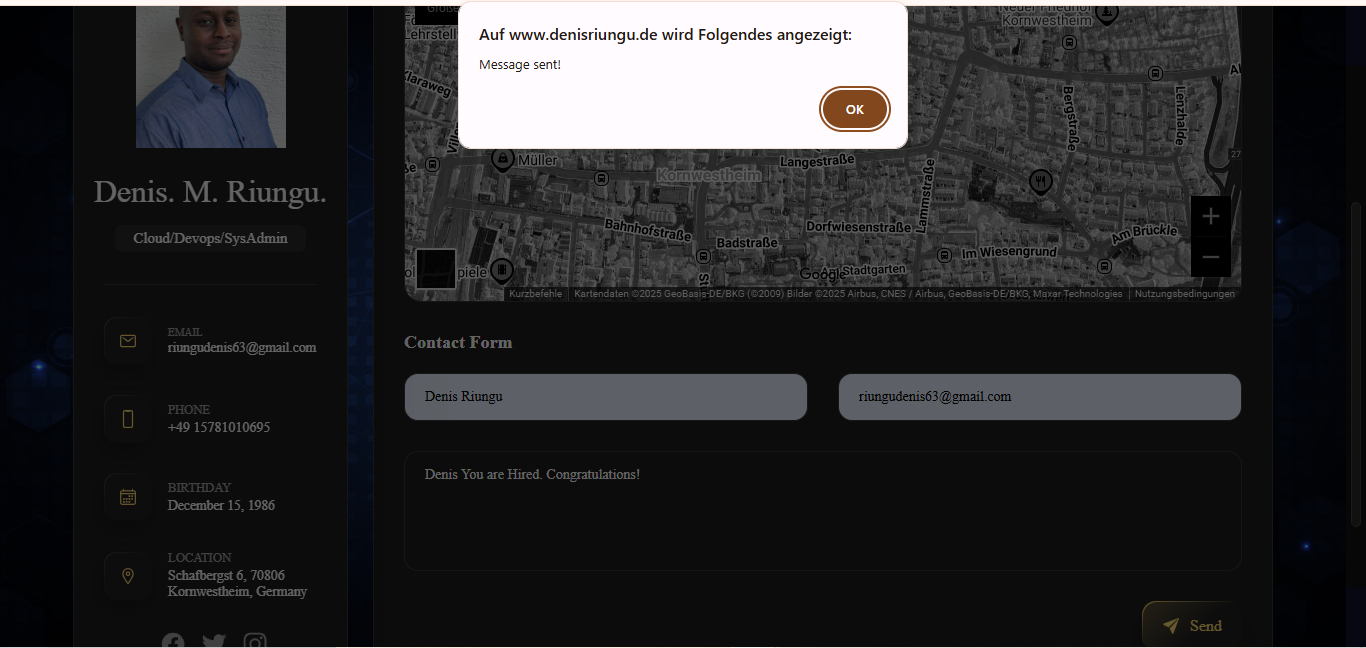 Auf www.denisriungu.de wird Folgendes angezeigt:
Message sent!
OK
Denis. M. Riungu.
Cloud/Devops/SysAdmin
EMAIL
riungudenis63@gmail.com
PHONE
+49 15781010695
BIRTHDAY
December 15, 1986
LOCATION
Schafbergst 6, 70806
Kornwestheim, Germany
Neuer Friedhof
Kornwestheim
Bergstraße
Lenzhalde
Müller
Langestraße
Kornwestheim
27
Lammstraße
Bahnhofstraße
Dorfwiesenstraße
Am Brückle
Badstraße
Im Wiesengrund
Stadtgarten
Google
piele
Kurzbefehle
Kartendaten ©2025 GeoBasis-DE/BKG (©2009) Bilder ©2025 Airbus, CNES / Airbus, GeoBasis-DE/BKG, Maxar Technologies
Nutzungsbedingungen
Contact Form
Denis Riungu
riungudenis63@gmail.com
Denis You are Hired. Congratulations!
Send